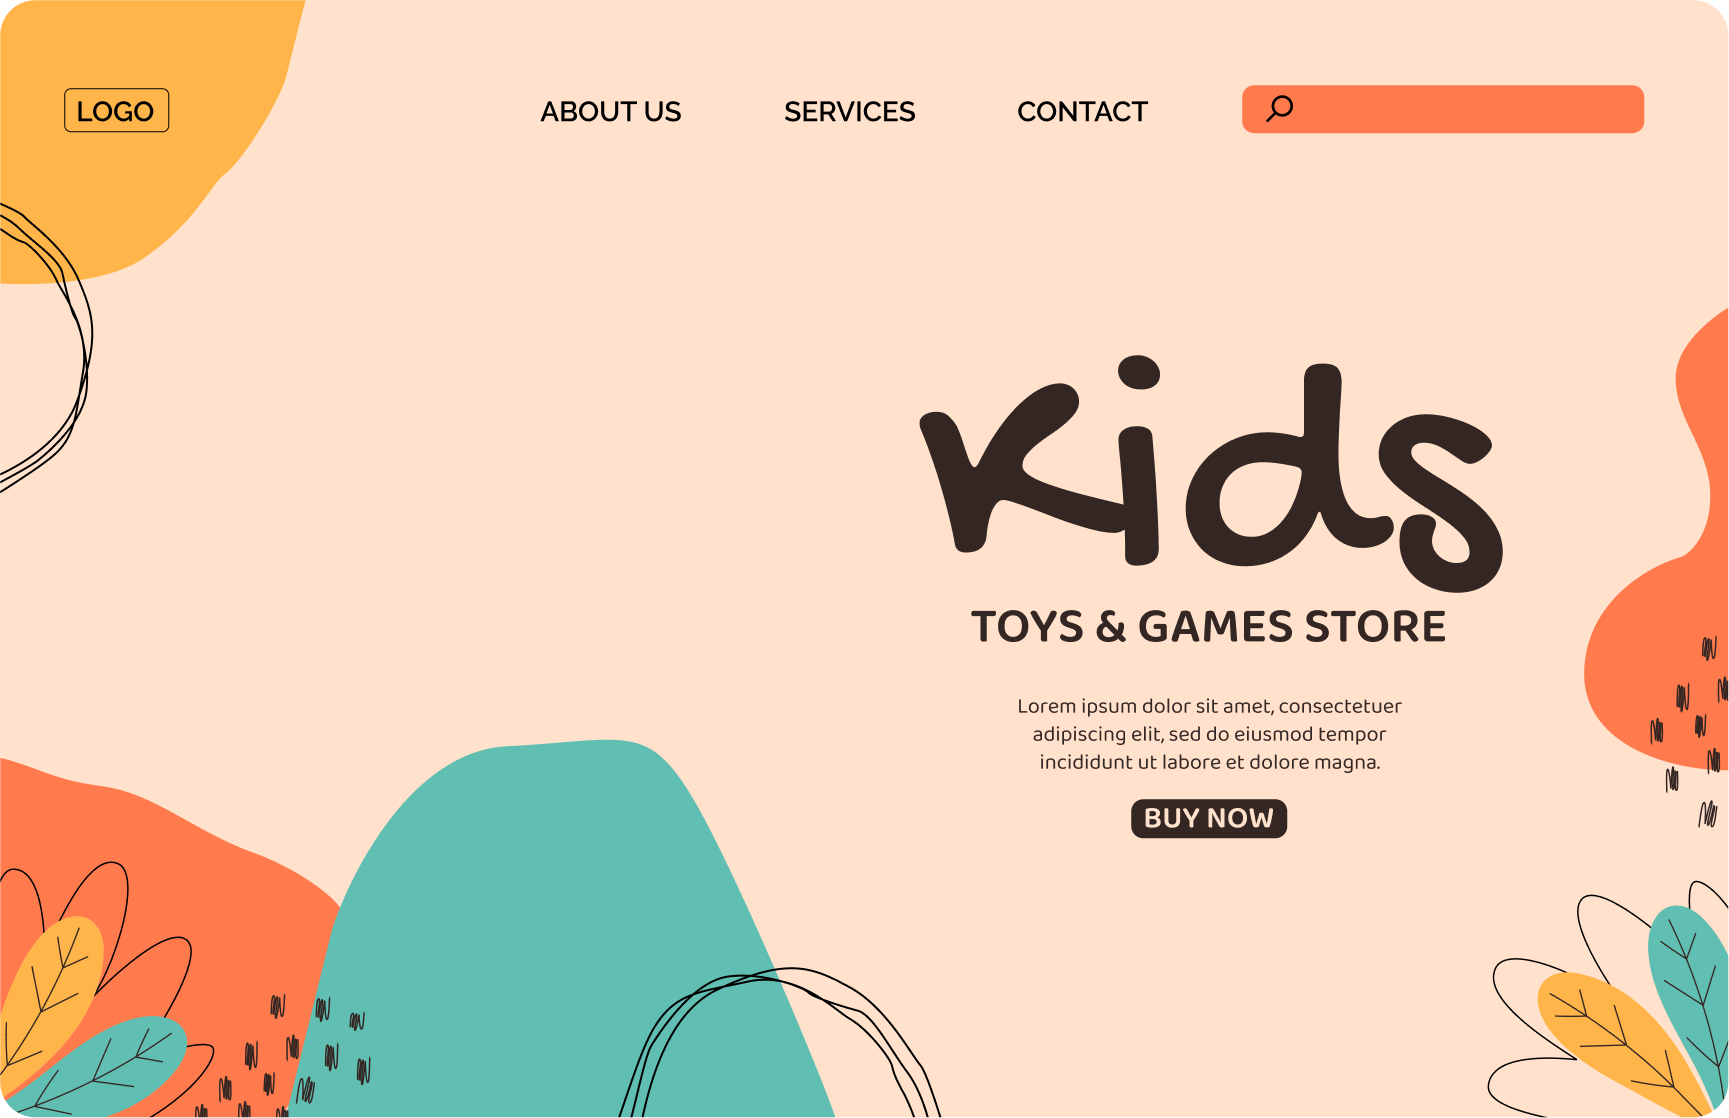 LOGO
ABOUT US
SERVICES
CONTACT
Kids
TOYS & GAMES STORE
Lorem ipsum dolor sit amet, consectetuer
adipiscing elit, sed do eiusmod tempor
incididunt ut labore et dolore magna.
BUY NOW